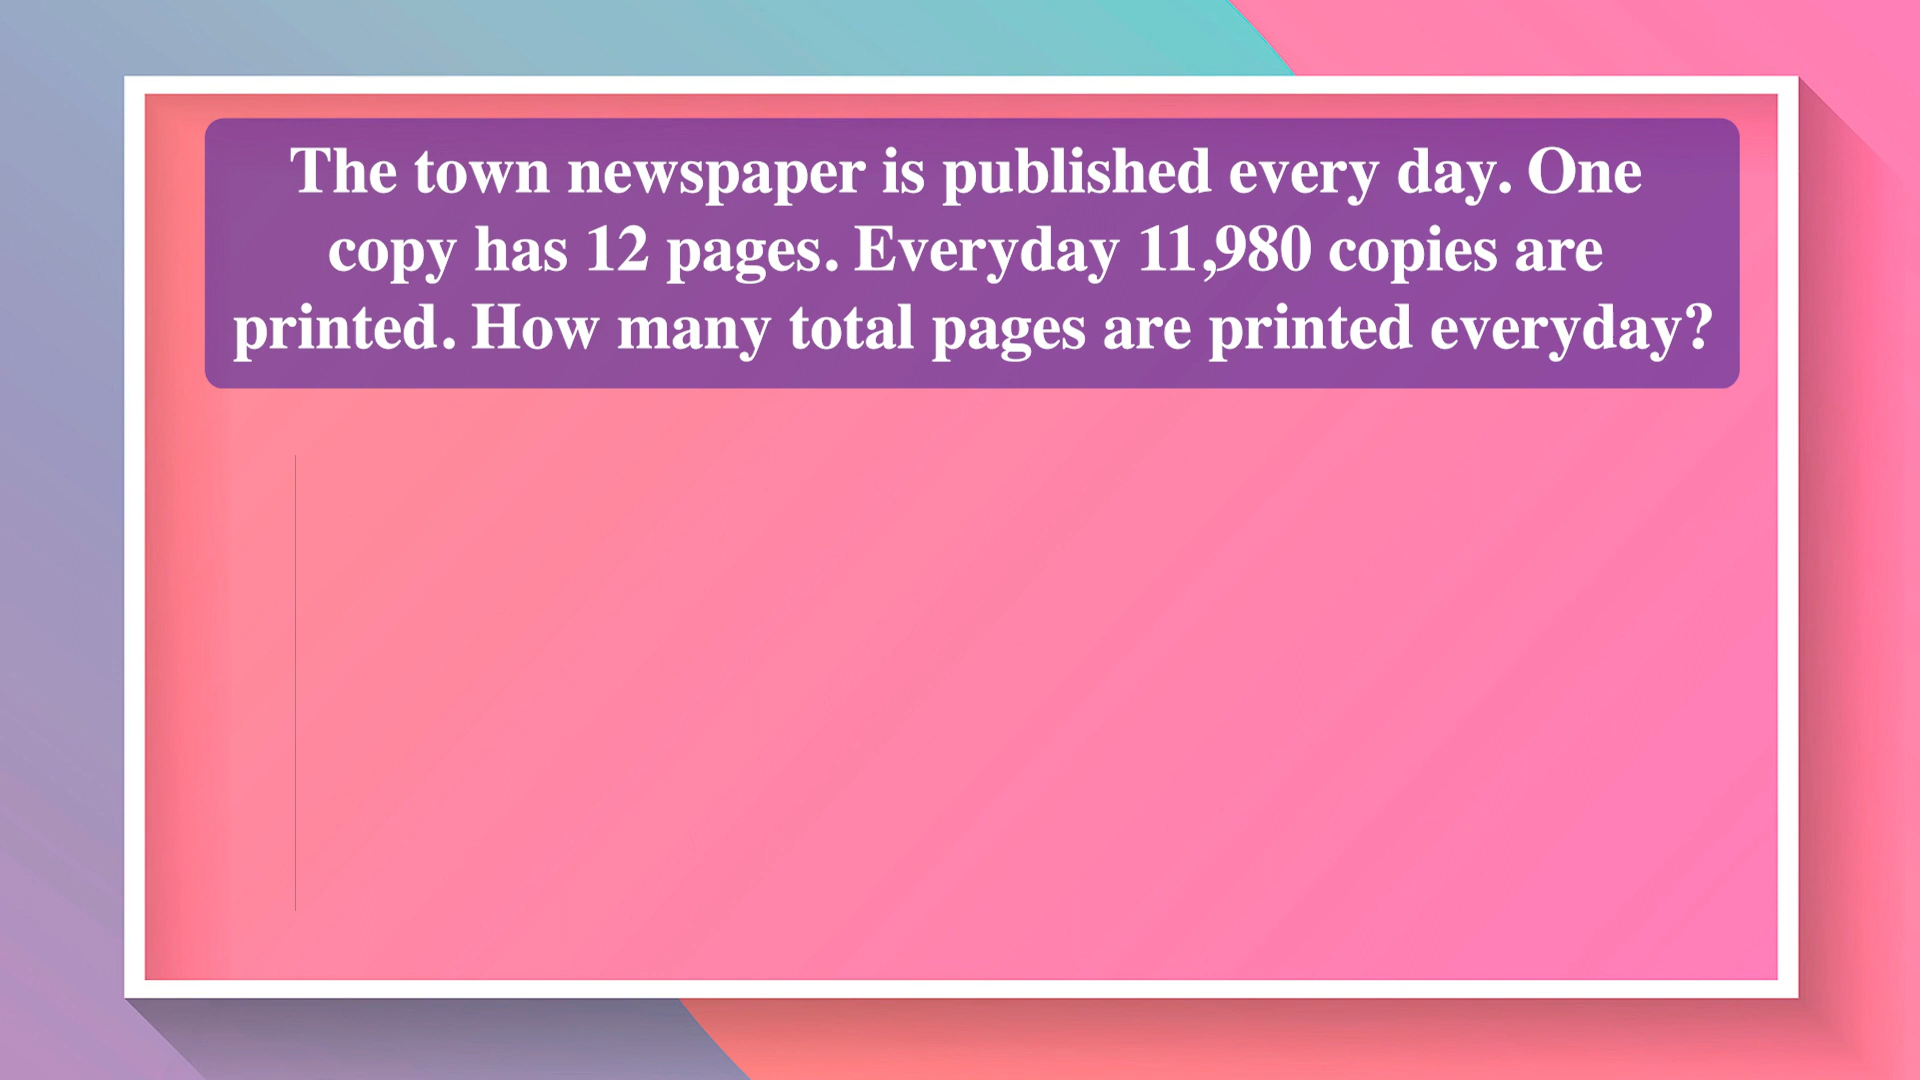 The town newspaper is published every day. One
copy has 12 pages. Everyday 11,980 copies are
printed. How many total pages are printed everyday?